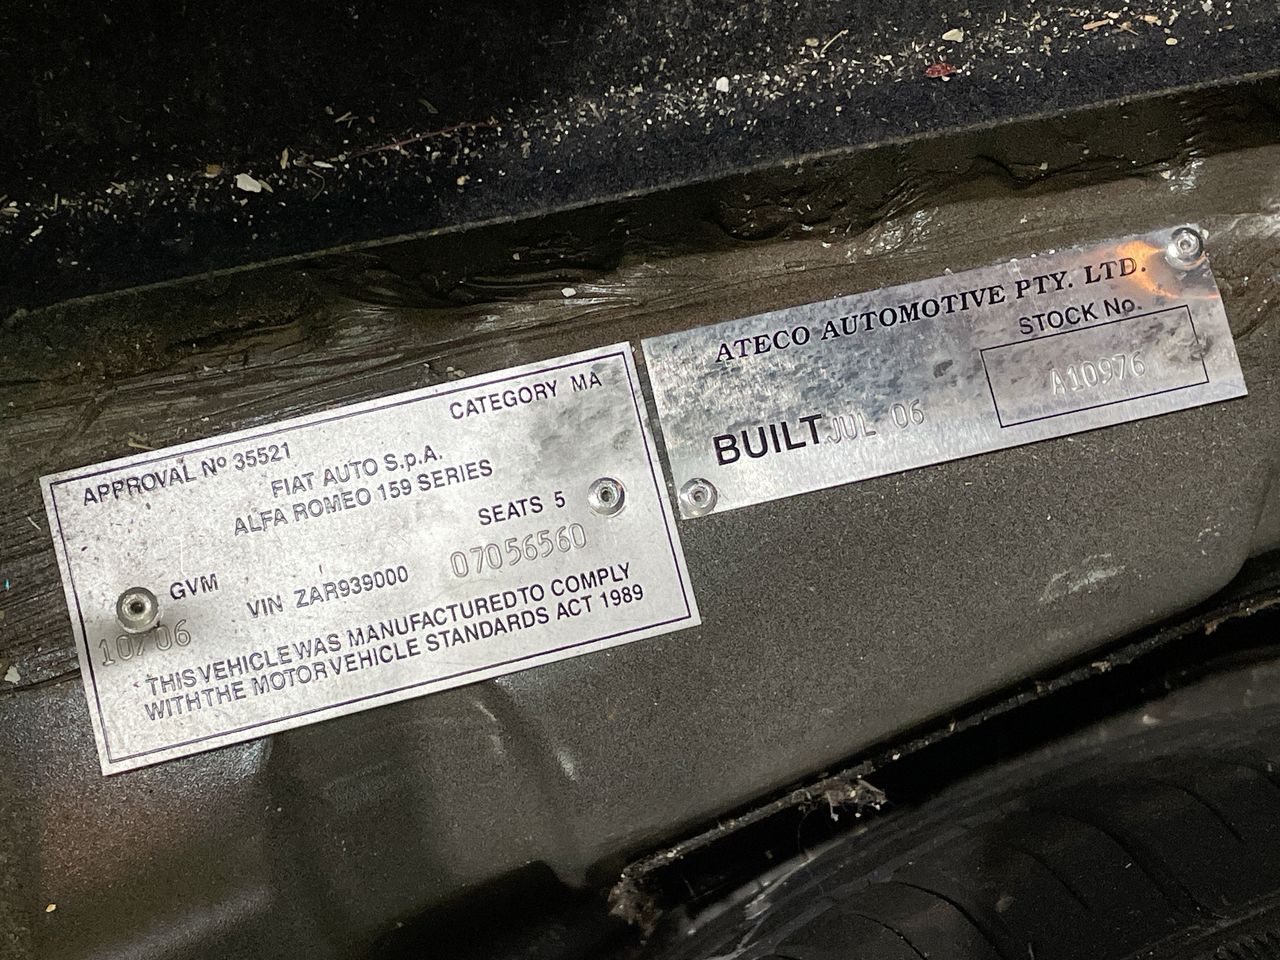 APPROVAL Nº 35521
CATEGORY MA
FIAT AUTO S.p.A.
ALFA ROMEO 159 SERIES
SEATS 5
GVM
VIN ZAR939000 07056560
10/06
THIS VEHICLE WAS MANUFACTURED TO COMPLY
WITH THE MOTOR VEHICLE STANDARDS ACT 1989
ATECO AUTOMOTIVE PTY. LTD.
STOCK No.
A10976
BUILT JUL 06